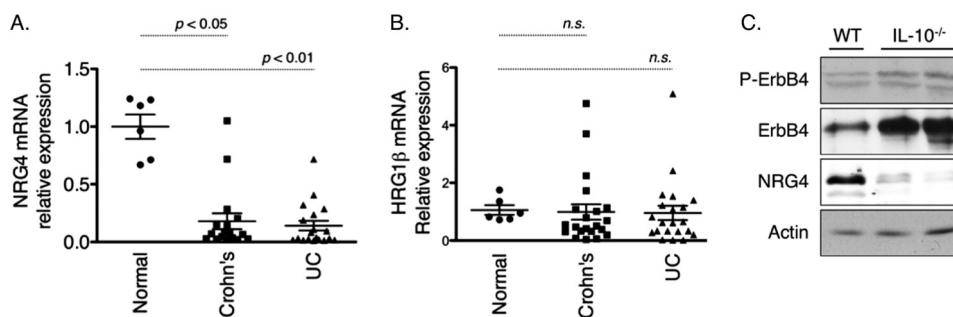 A.
p < 0.05
p < 0.01
NRG4 mRNA
relative expression
1.5
1.0
0.5
0.0
Normal
Crohn's
UC
B.
n.s.
n.s.
HRG1β mRNA
Relative expression
6
4
2
0
Normal
Crohn's
UC
C.
WT IL-10-/-
P-ErbB4
ErbB4
NRG4
Actin